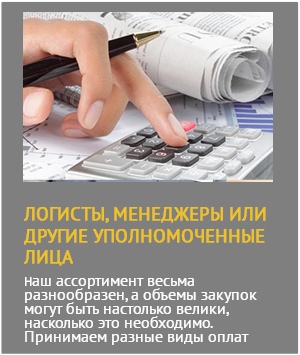 ЛОГИСТЫ, МЕНЕДЖЕРЫ ИЛИ
ДРУГИЕ УПОЛНОМОЧЕННЫЕ
ЛИЦА
Наш ассортимент весьма
разнообразен, а объемы закупок
могут быть настолько велики,
насколько это необходимо.
Принимаем разные виды оплат